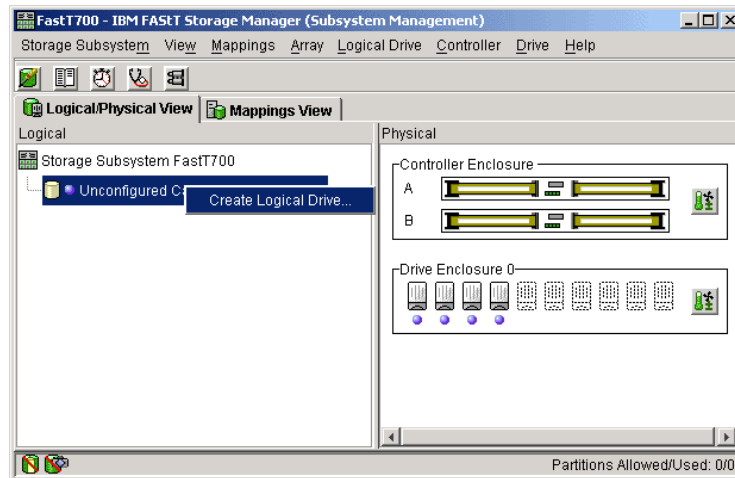 FastT700 - IBM FAStT Storage Manager (Subsystem Management)
Storage Subsystem View Mappings Array Logical Drive Controller Drive Help
Logical/Physical View Mappings View
Logical
Physical
Storage Subsystem FastT700
Unconfigured
Create Logical Drive...
Controller Enclosure
A
B
Drive Enclosure 0
Partitions Allowed/Used: 0/0